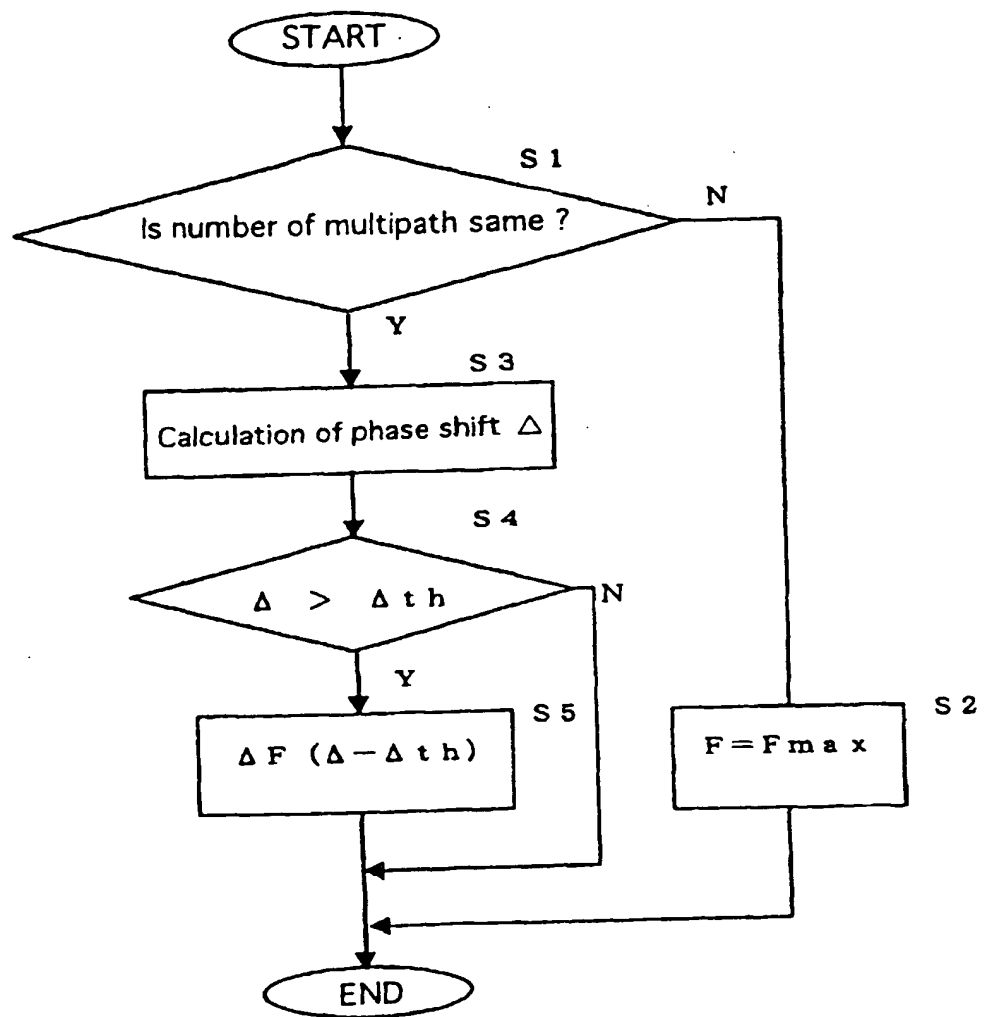 START
S 1
N
Is number of multipath same ?
Y
S 3
Calculation of phase shift △
S 4
Δ > Δ t h
N
Y
S 5
S 2
Δ F (Δ − Δ t h)
F = F m a x
END